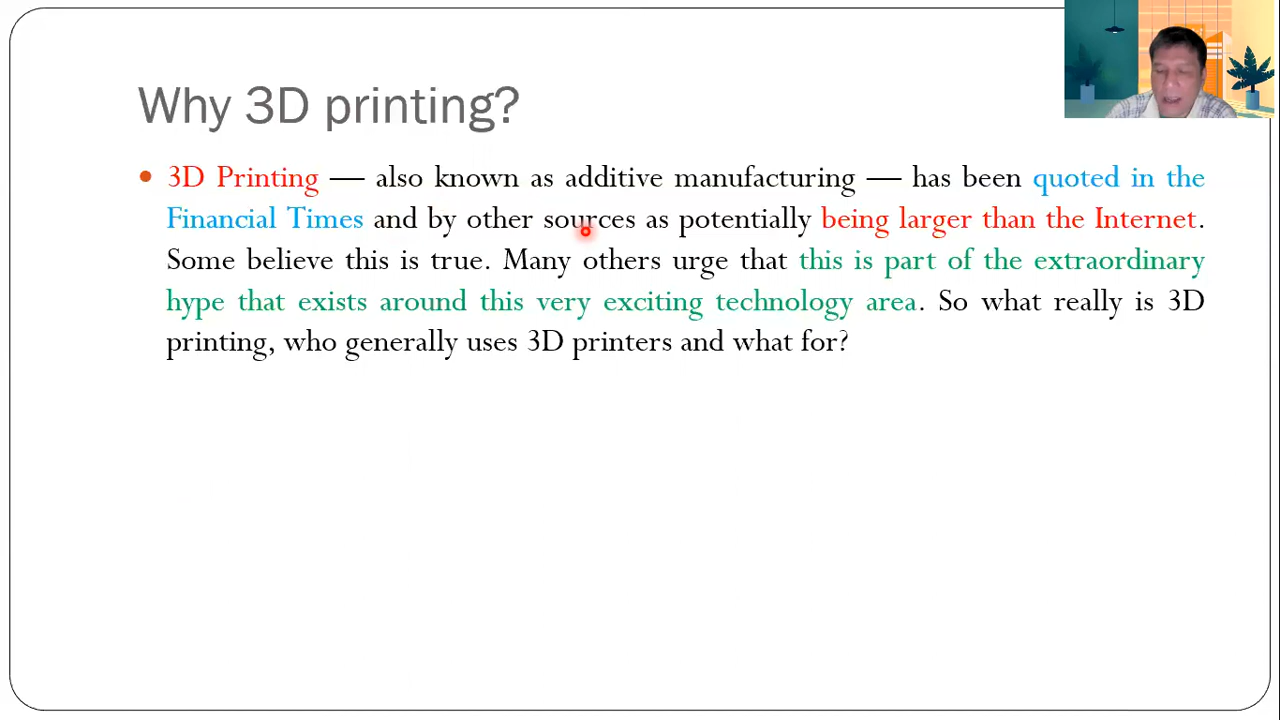 Why 3D printing?
• 3D Printing — also known as additive manufacturing — has been quoted in the
Financial Times and by other sources as potentially being larger than the Internet.
Some believe this is true. Many others urge that this is part of the extraordinary
hype that exists around this very exciting technology area. So what really is 3D
printing, who generally uses 3D printers and what for?